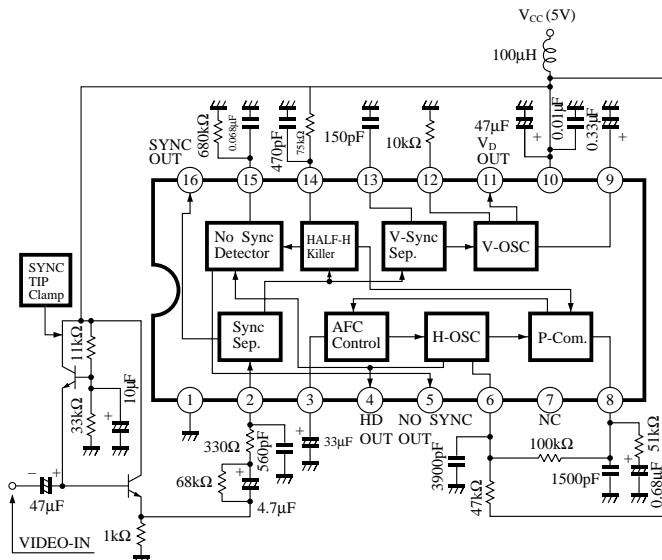 VCC (5V)
100μH
680kΩ
0.068μF
470pF
75kΩ
150pF
10kΩ
47μF
+
0.01μF
0.33μF
+
SYNC
OUT
VD
OUT
16
15
14
13
12
11
10
9
No Sync
Detector
HALF-H
Killer
V-Sync
Sep.
V-OSC
SYNC
TIP
Clamp
Sync
Sep.
AFC
Control
H-OSC
P-Com.
11kΩ
33kΩ
10μF
+
1
2
3
4
5
6
7
8
HD
OUT
NO SYNC
OUT
NC
330Ω
560pF
+
33μF
68kΩ
+
4.7μF
3900pF
47kΩ
100kΩ
1500pF
51kΩ
+
0.68μF
− +
47μF
VIDEO-IN
1kΩ